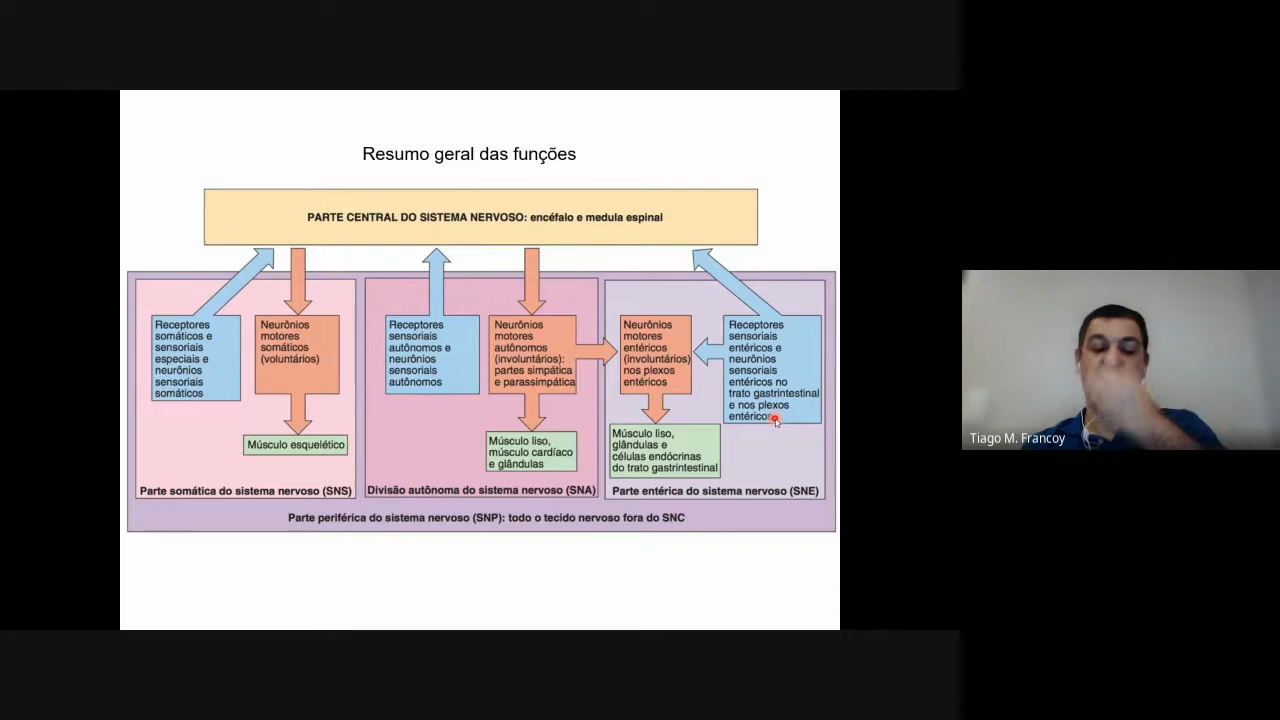 Resumo geral das funções
PARTE CENTRAL DO SISTEMA NERVOSO: encéfalo e medula espinal
Receptores
somáticos e
sensoriais
especiais e
neurônios
sensoriais
somáticos
Neurônios
motores
somáticos
(voluntários)
Músculo esquelético
Parte somática do sistema nervoso (SNS)
Receptores
sensoriais
autônomos e
neurônios
sensoriais
autônomos
Neurônios
motores
autônomos
(involuntários):
partes simpática
e parassimpática
Músculo liso,
músculo cardíaco
e glândulas
Divisão autônoma do sistema nervoso (SNA)
Neurônios
motores
entéricos
(involuntários)
nos plexos
entéricos
Músculo liso,
glândulas e
células endócrinas
do trato gastrintestinal
Receptores
sensoriais
entéricos e
neurônios
sensoriais
entéricos no
trato gastrintestinal
e nos plexos
entéricos
Parte entérica do sistema nervoso (SNE)
Parte periférica do sistema nervoso (SNP): todo o tecido nervoso fora do SNC
Tiago M. Francoy